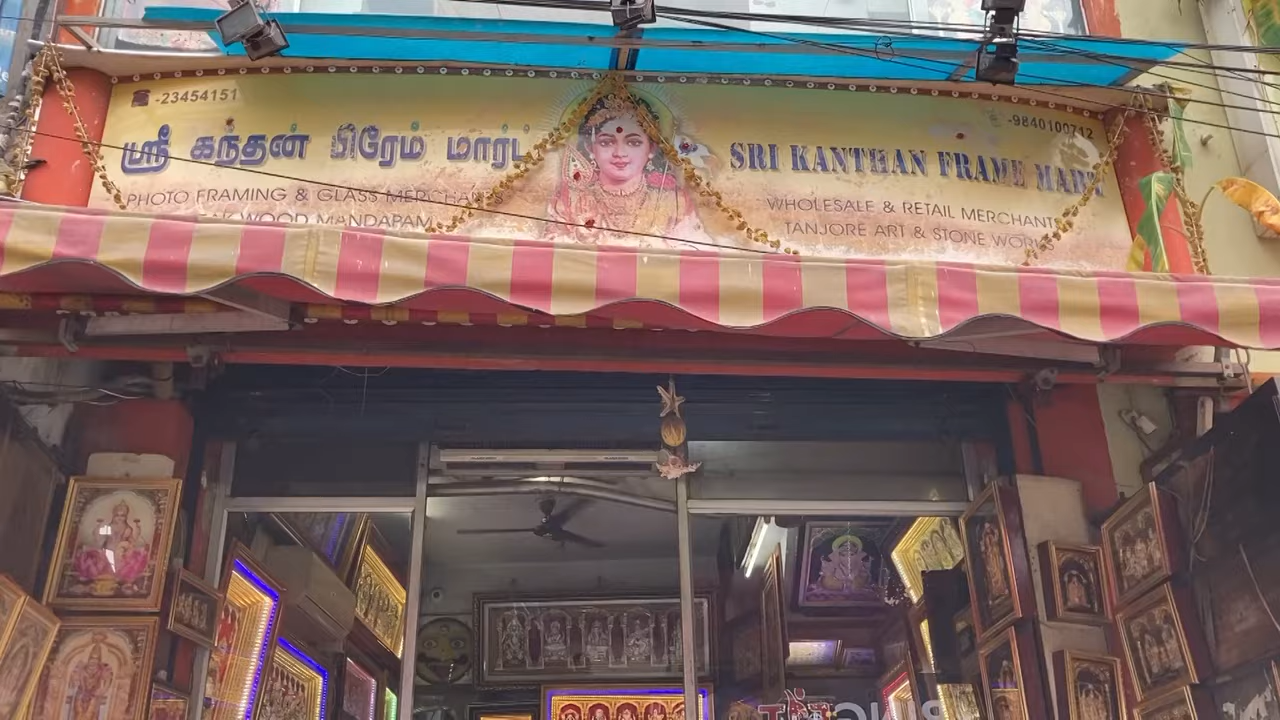 -23454151
ஸ்ரீ கந்தன் பிரேம் மார்ட்
PHOTO FRAMING & GLASS MERCHANTS
WOOD MANDAPAM
-9840100712
SRI KANTHAN FRAME MART
WHOLESALE & RETAIL MERCHANT
TANJORE ART & STONE WORK